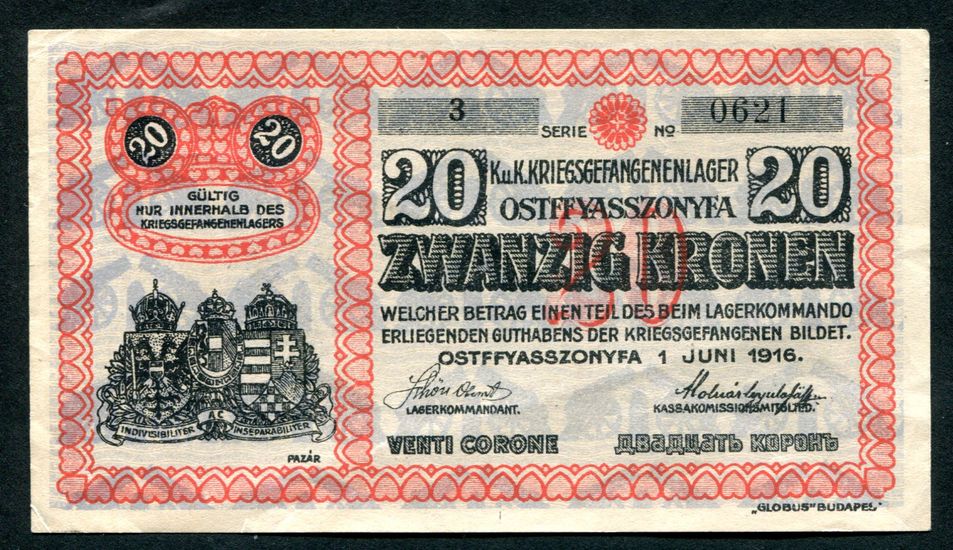 20
20
GÜLTIG
NUR INNERHALB DES
KRIEGSGEFANGENENLAGERS
INDIVISIBILITER AC INSEPARABILITER
PAZÁR
3 0621
SERIE No
20 K.u.K. KRIEGSGEFANGENENLAGER 20
OSTFFYASSZONYFA
20
ZWANZIG KRONEN
WELCHER BETRAG EINEN TEIL DES BEIM LAGERKOMMANDO
ERLIEGENDEN GUTHABENS DER KRIEGSGEFANGENEN BILDET.
OSTFFYASSZONYFA 1 JUNI 1916.
LAGERKOMMANDANT. KASSAKOMISSIONSMITGLIED.
VENTI CORONE ДВАДЦАТЬ КОРОНЪ
„GLOBUS" BUDAPEST